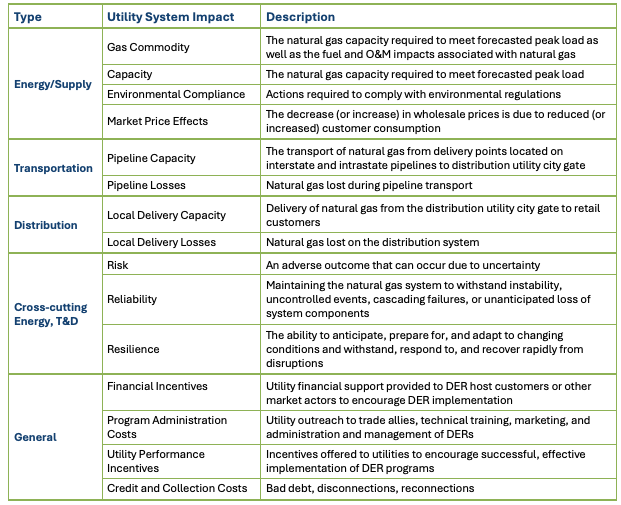 Type Utility System Impact Description
Energy/Supply
Gas Commodity
The natural gas capacity required to meet forecasted peak load as
well as the fuel and O&M impacts associated with natural gas
Capacity
The natural gas capacity required to meet forecasted peak load
Environmental Compliance
Actions required to comply with environmental regulations
Market Price Effects
The decrease (or increase) in wholesale prices is due to reduced (or
increased) customer consumption
Transportation
Pipeline Capacity
The transport of natural gas from delivery points located on
interstate and intrastate pipelines to distribution utility city gate
Pipeline Losses
Natural gas lost during pipeline transport
Distribution
Local Delivery Capacity
Delivery of natural gas from the distribution utility city gate to retail
customers
Local Delivery Losses
Natural gas lost on the distribution system
Cross-cutting
Energy, T&D
Risk
An adverse outcome that can occur due to uncertainty
Reliability
Maintaining the natural gas system to withstand instability,
uncontrolled events, cascading failures, or unanticipated loss of
system components
Resilience
The ability to anticipate, prepare for, and adapt to changing
conditions and withstand, respond to, and recover rapidly from
disruptions
General
Financial Incentives
Utility financial support provided to DER host customers or other
market actors to encourage DER implementation
Program Administration
Costs
Utility outreach to trade allies, technical training, marketing, and
administration and management of DERs
Utility Performance
Incentives
Incentives offered to utilities to encourage successful, effective
implementation of DER programs
Credit and Collection Costs
Bad debt, disconnections, reconnections